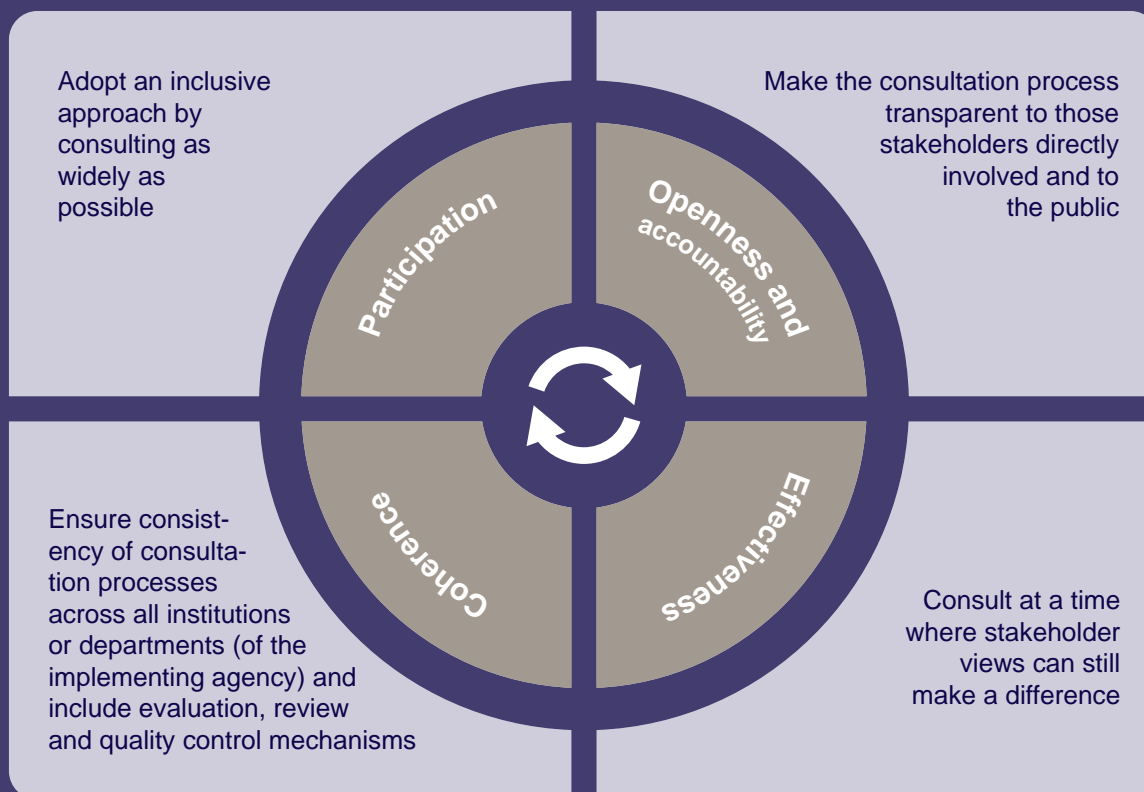 Adopt an inclusive
approach by
consulting as
widely as
possible
Participation
Make the consultation process
transparent to those
stakeholders directly
involved and to
the public
Openness and
accountability
Ensure consist-
ency of consulta-
tion processes
across all institutions
or departments (of the
implementing agency) and
include evaluation, review
and quality control mechanisms
Coherence
Effectiveness
Consult at a time
where stakeholder
views can still
make a difference